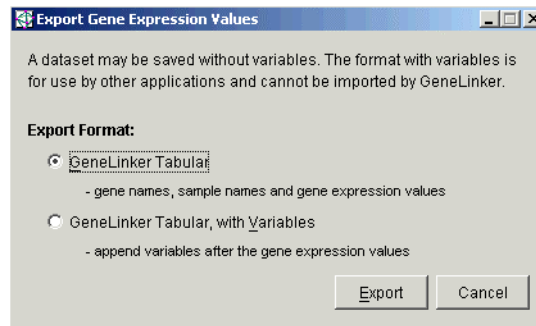 Export Gene Expression Values
A dataset may be saved without variables. The format with variables is
for use by other applications and cannot be imported by GeneLinker.
Export Format:
GeneLinker Tabular
- gene names, sample names and gene expression values
GeneLinker Tabular, with Variables
- append variables after the gene expression values
Export Cancel